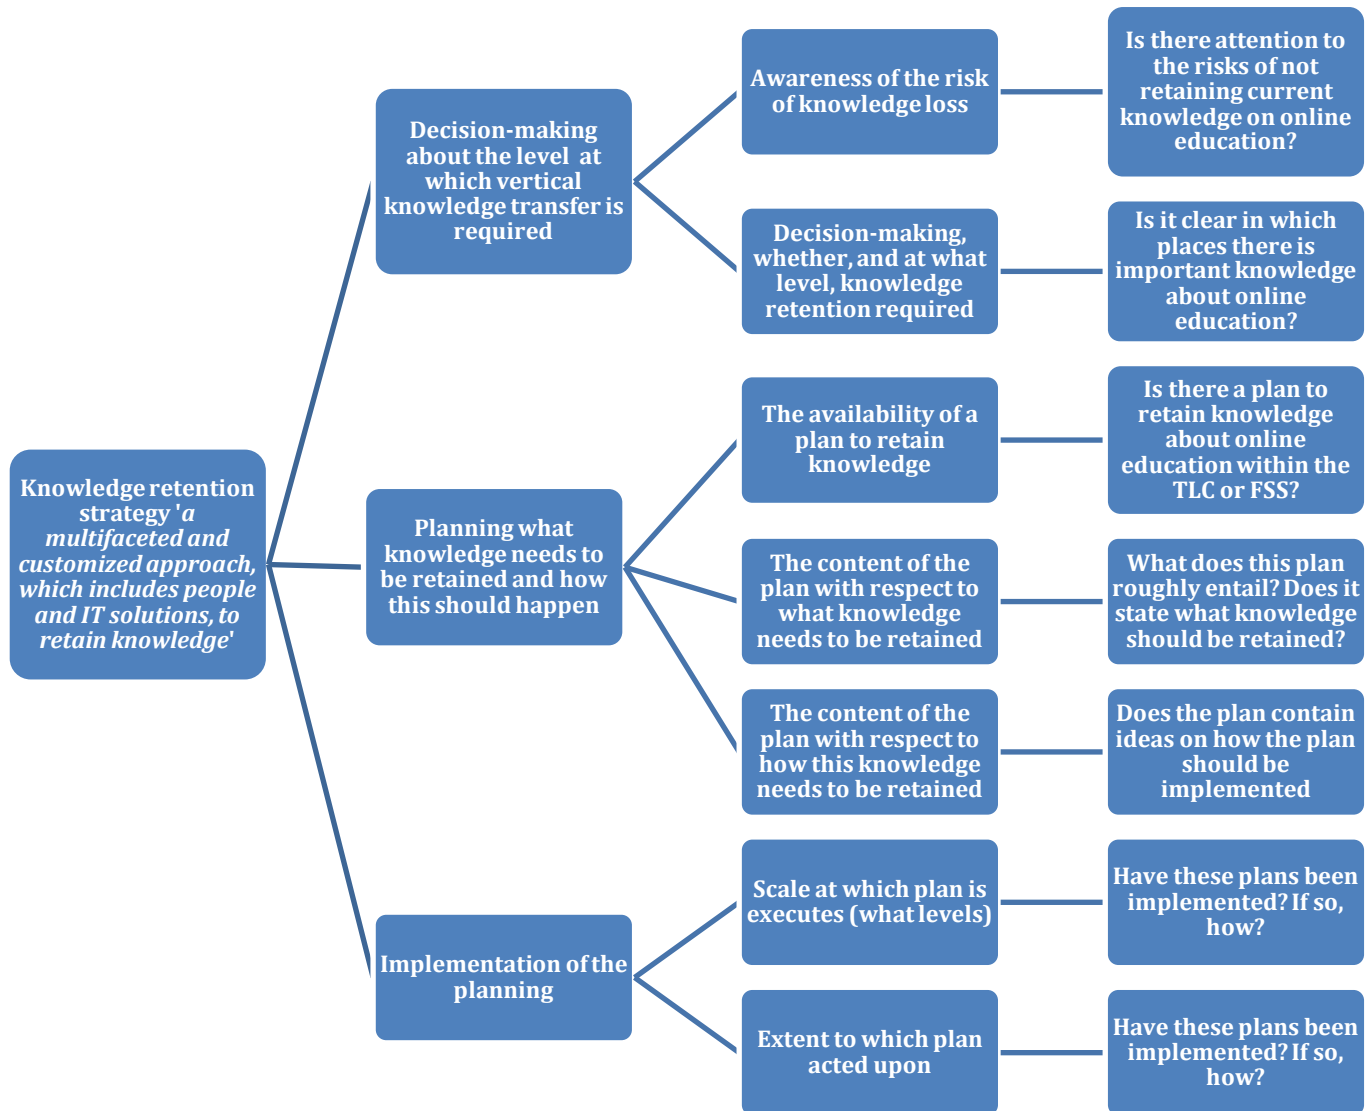 Knowledge retention
strategy 'a
multifaceted and
customized approach,
which includes people
and IT solutions, to
retain knowledge'
Decision-making
about the level at
which vertical
knowledge transfer is
required
Awareness of the risk
of knowledge loss
Is there attention to
the risks of not
retaining current
knowledge on online
education?
Decision-making,
whether, and at what
level, knowledge
retention required
Is it clear in which
places there is
important knowledge
about online
education?
Planning what
knowledge needs to
be retained and how
this should happen
The availability of a
plan to retain
knowledge
Is there a plan to
retain knowledge
about online
education within the
TLC or FSS?
The content of the
plan with respect to
what knowledge
needs to be retained
What does this plan
roughly entail? Does it
state what knowledge
should be retained?
The content of the
plan with respect to
how this knowledge
needs to be retained
Does the plan contain
ideas on how the plan
should be
implemented
Implementation of the
planning
Scale at which plan is
executes (what levels)
Have these plans been
implemented? If so,
how?
Extent to which plan
acted upon
Have these plans been
implemented? If so,
how?